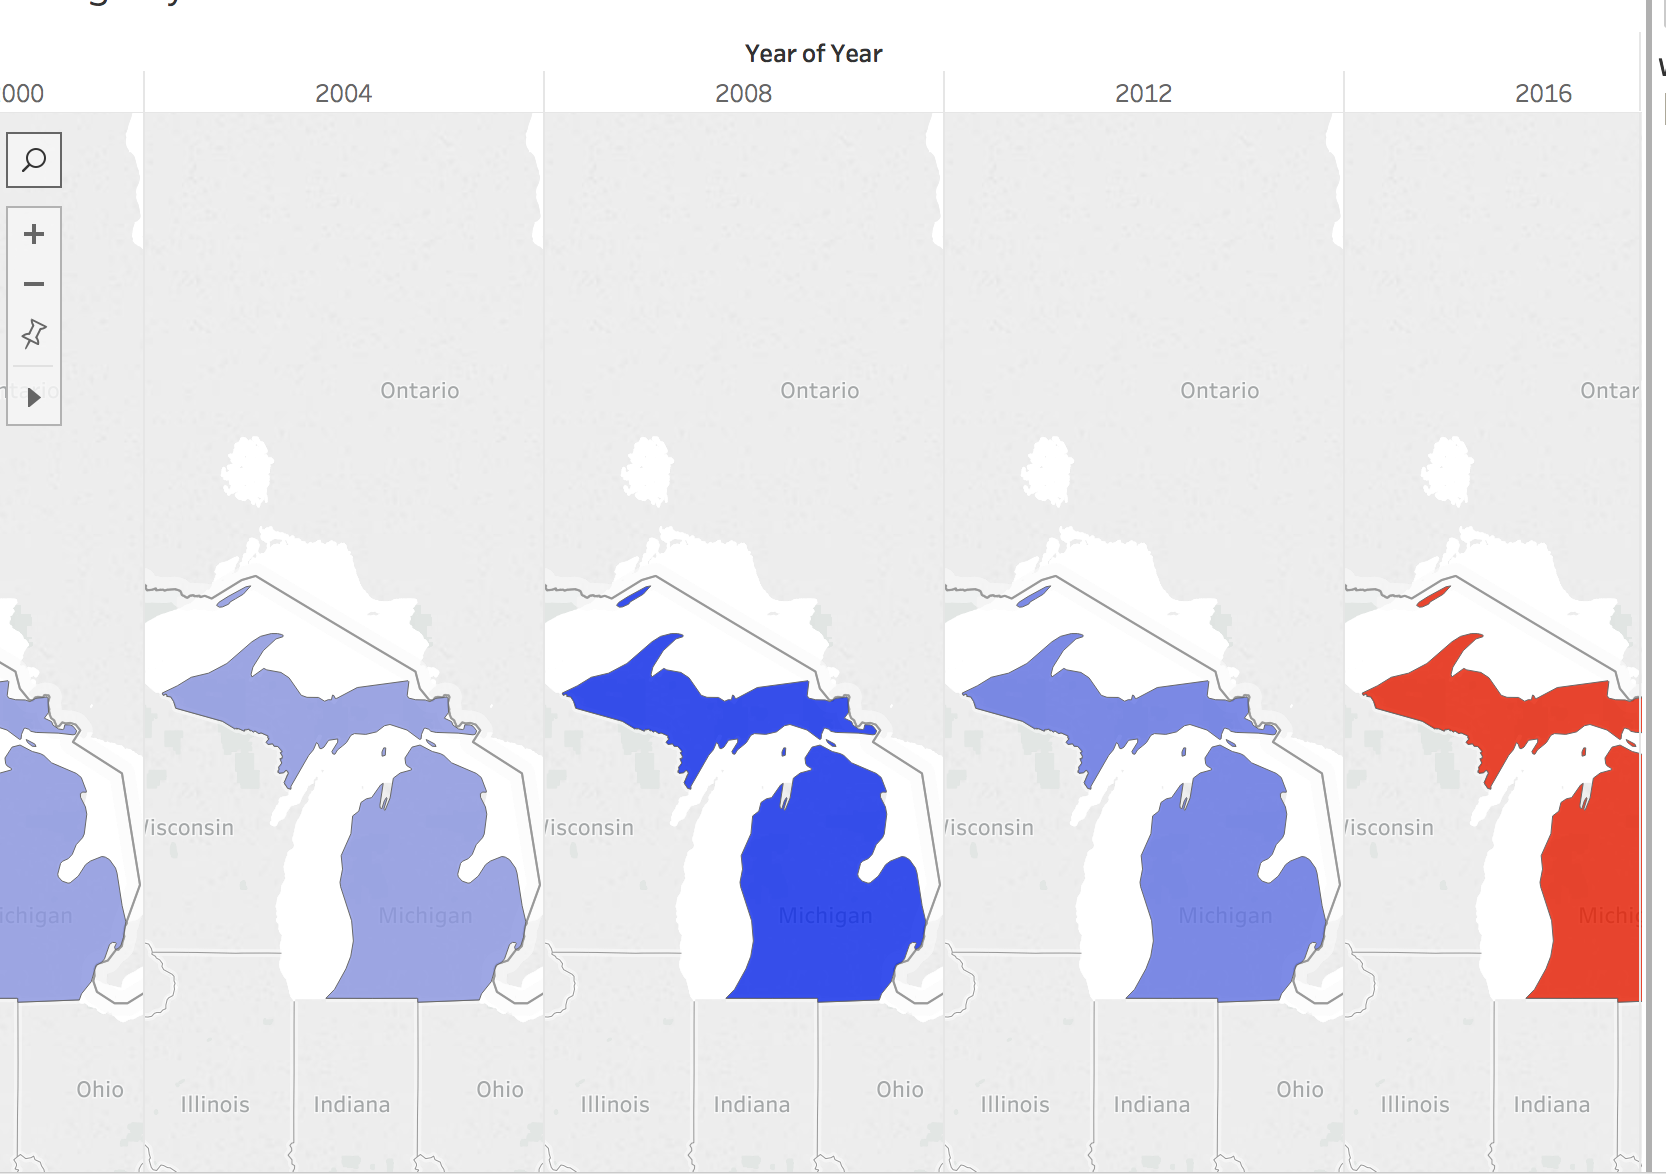 Year of Year
000 2004 2008 2012 2016
Ontario Ontario Ontario Ontar
isconsin isconsin isconsin isconsin
ichigan Michigan Michigan Michigan Michi
Ohio Ohio Ohio Ohio
Illinois Indiana Illinois Indiana Illinois Indiana Illinois Indiana